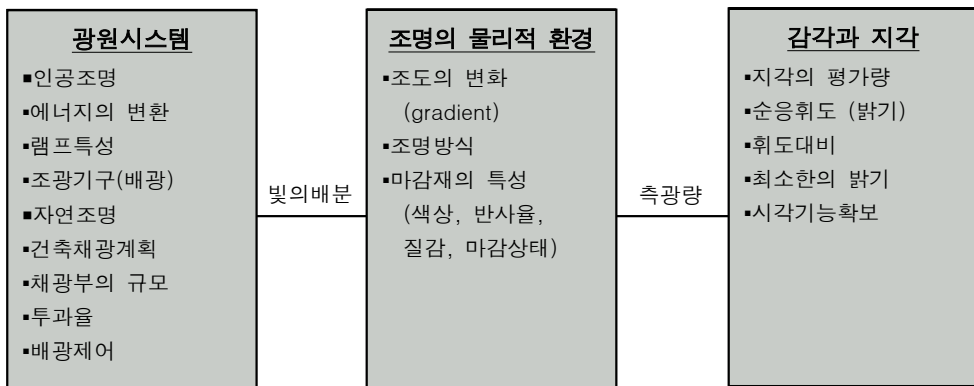 광원시스템
▪인공조명
▪에너지의 변환
▪램프특성
▪조광기구(배광)
▪자연조명
▪건축채광계획
▪채광부의 규모
▪투과율
▪배광제어
빛의배분
조명의 물리적 환경
▪조도의 변화
(gradient)
▪조명방식
▪마감재의 특성
(색상, 반사율,
질감, 마감상태)
측광량
감각과 지각
▪지각의 평가량
▪순응휘도 (밝기)
▪휘도대비
▪최소한의 밝기
▪시각기능확보